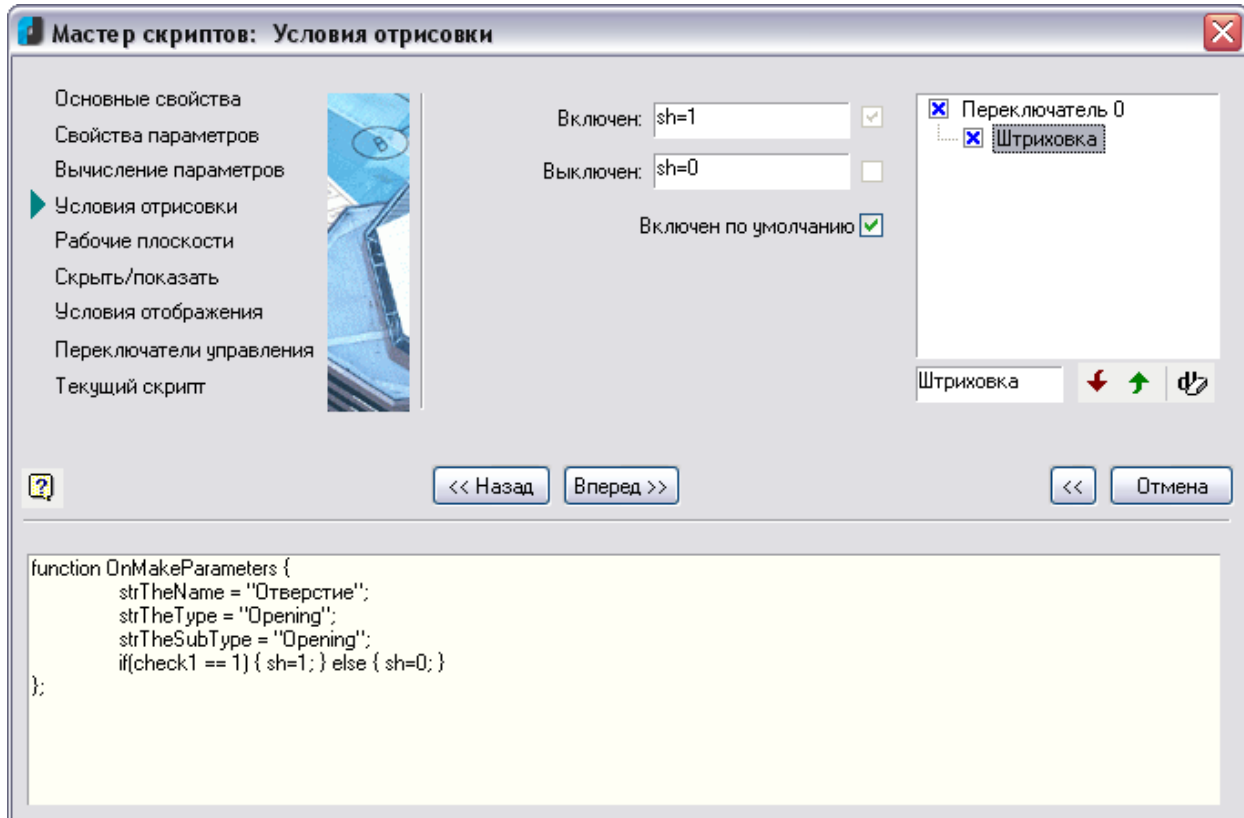 Мастер скриптов: Условия отрисовки
Основные свойства
Свойства параметров
Вычисление параметров
Условия отрисовки
Рабочие плоскости
Скрыть/показать
Условия отображения
Переключатели управления
Текущий скрипт
B
Включен: sh=1
Выключен: sh=0
Включен по умолчанию
Переключатель 0
Штриховка
Штриховка
?
<< Назад
Вперед >>
<<
Отмена
function OnMakeParameters {
strTheName = "Отверстие";
strTheType = "Opening";
strTheSubType = "Opening";
if(check1 == 1) { sh=1; } else { sh=0; }
};